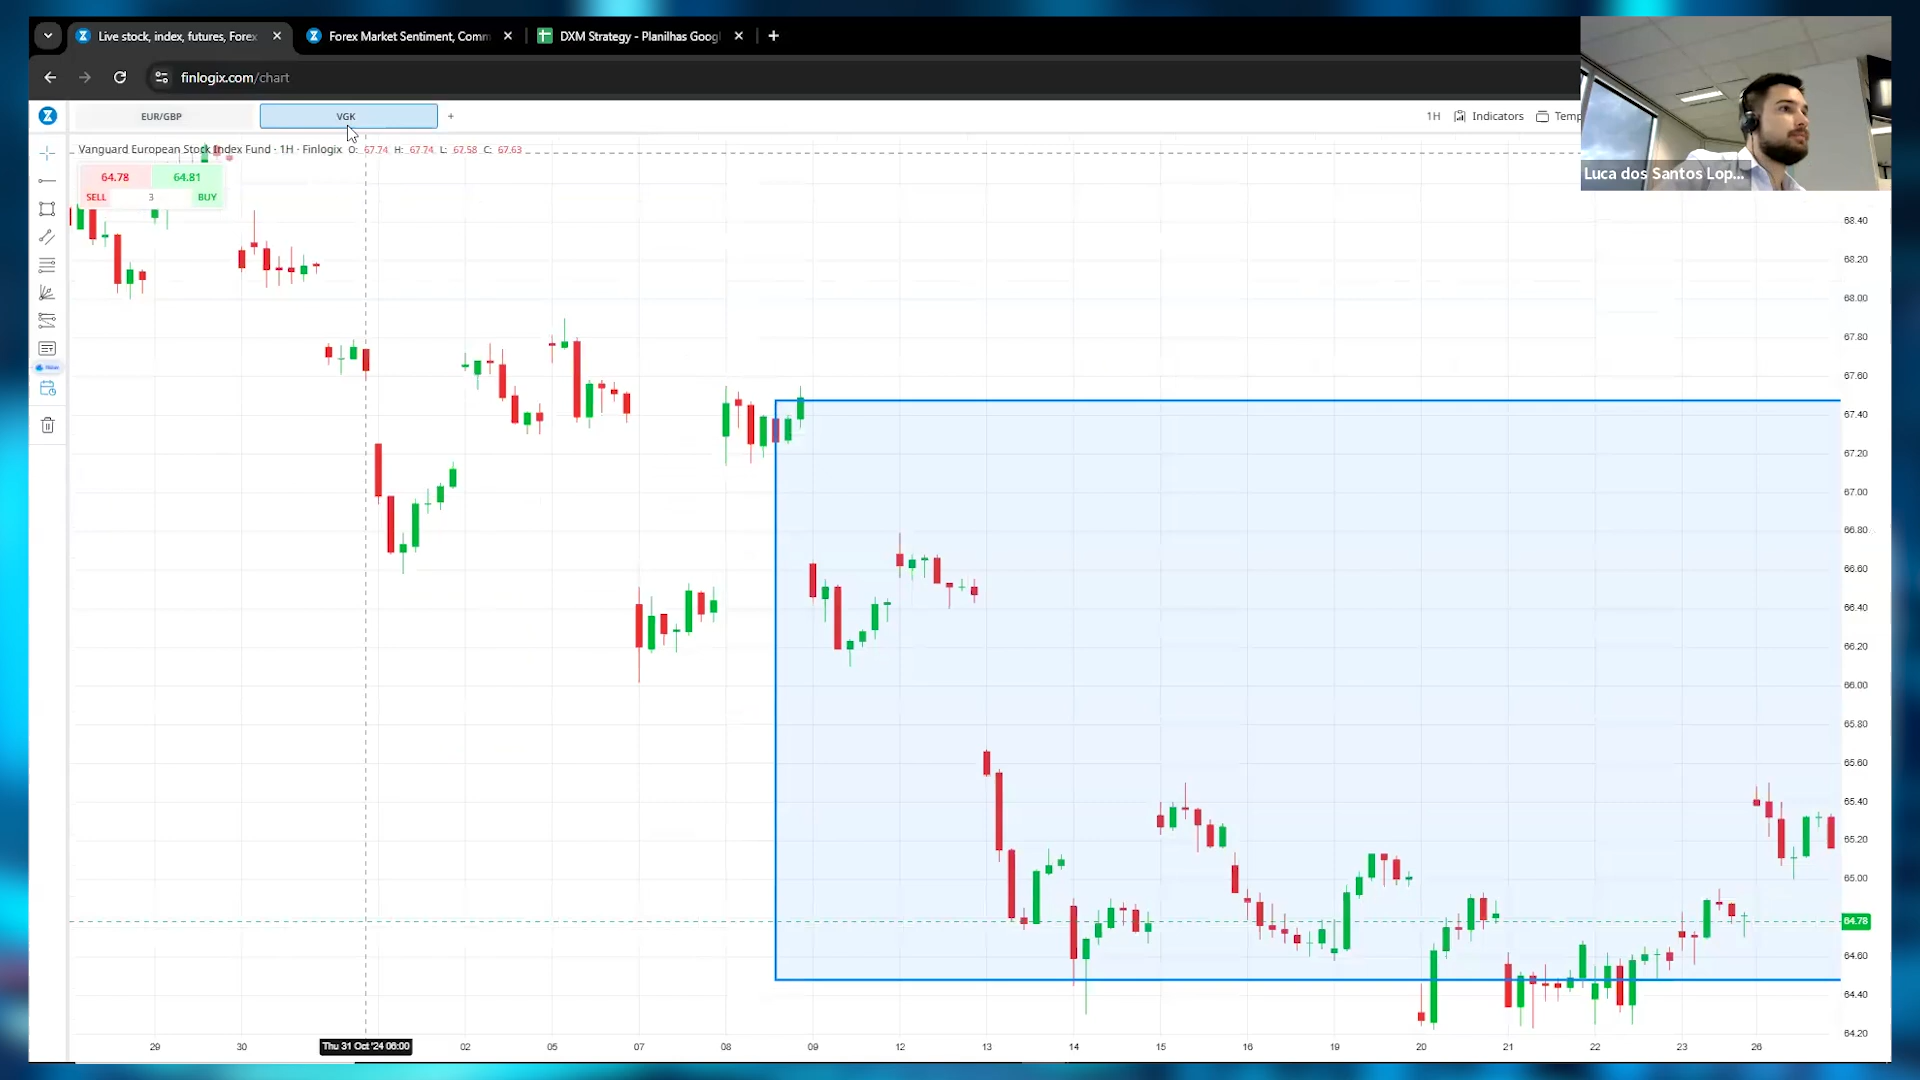 Live stock, index, futures, Forex
Forex Market Sentiment, Comm
DXM Strategy - Planilhas Goog
finlogix.com/chart
EUR/GBP
VGK
1H
Indicators
Temp
Vanguard European Stock Index Fund · 1H · Finlogix O: 67.74 H: 67.74 L: 67.58 C: 67.63
64.78
64.81
SELL
3
BUY
New
Luca dos Santos Lop...
68.40
68.20
68.00
67.80
67.60
67.40
67.20
67.00
66.80
66.60
66.40
66.20
66.00
65.80
65.60
65.40
65.20
65.00
64.78
64.60
64.40
64.20
29
30
Thu 31 Oct '24 06:00
02
05
07
08
09
12
13
14
15
16
19
20
21
22
23
26